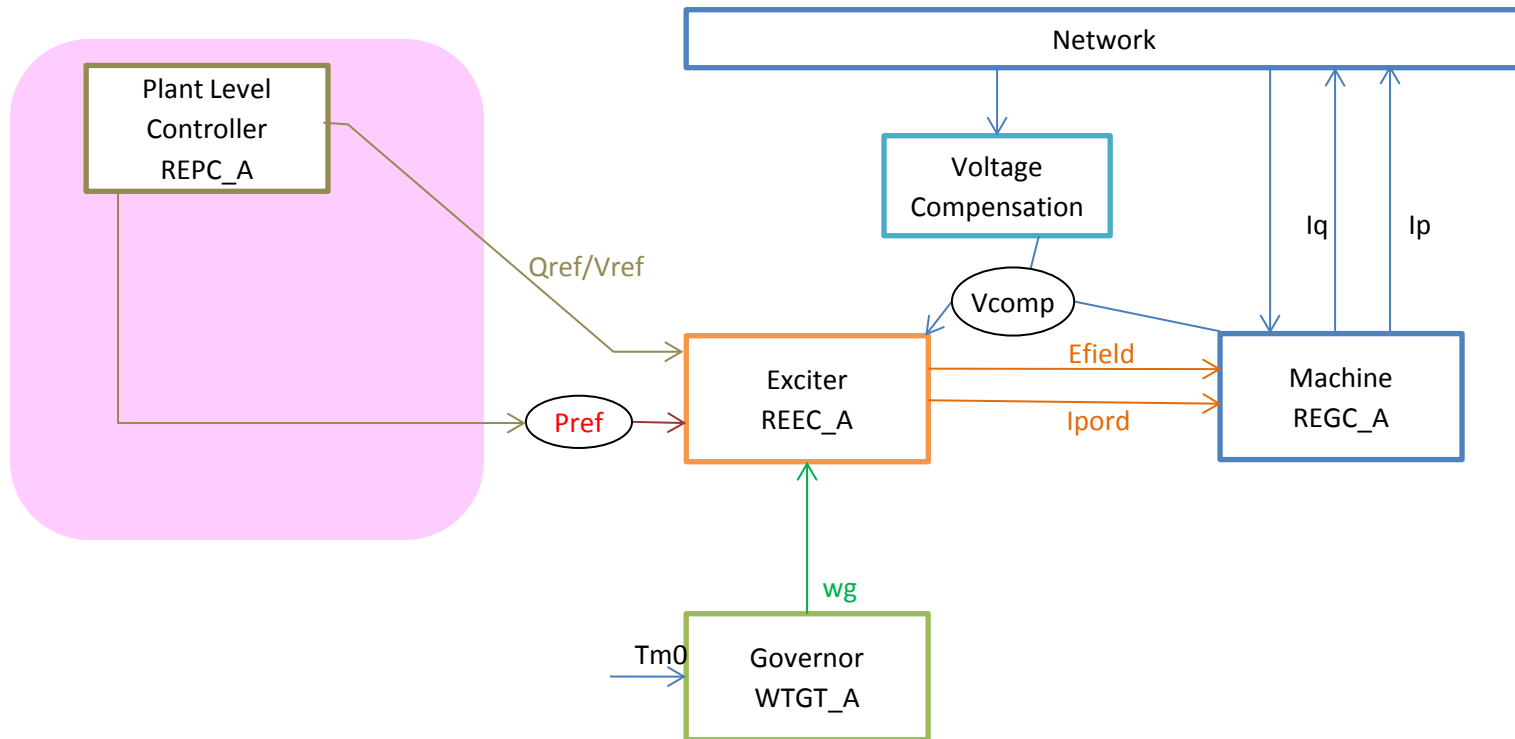 Network
Plant Level
Controller
REPC_A
Voltage
Compensation
Iq
Ip
Qref/Vref
Vcomp
Efield
Exciter
REEC_A
Machine
REGC_A
Pref
Ipord
wg
Tm0
Governor
WTGT_A